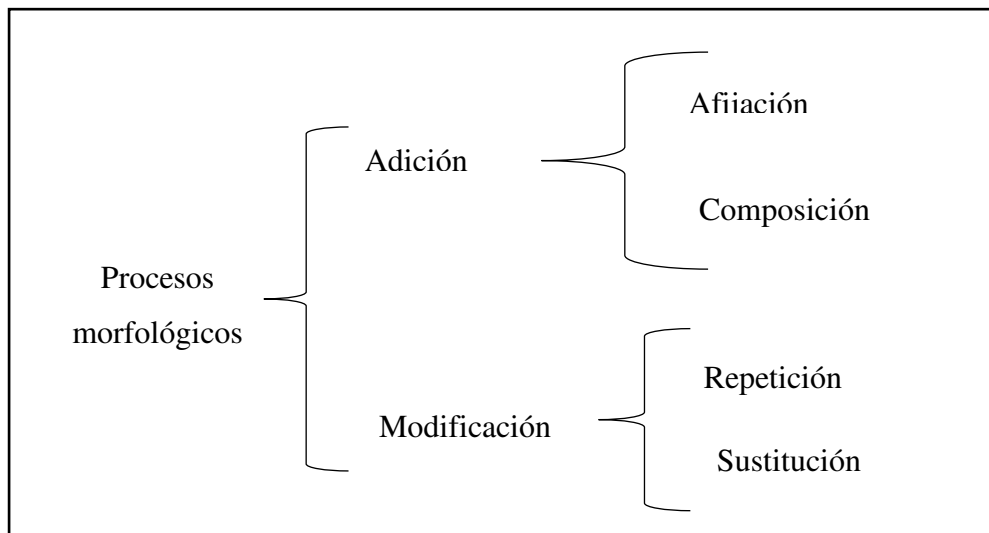 Afijación
Adición
Composición
Procesos
morfológicos
Repetición
Modificación
Sustitución